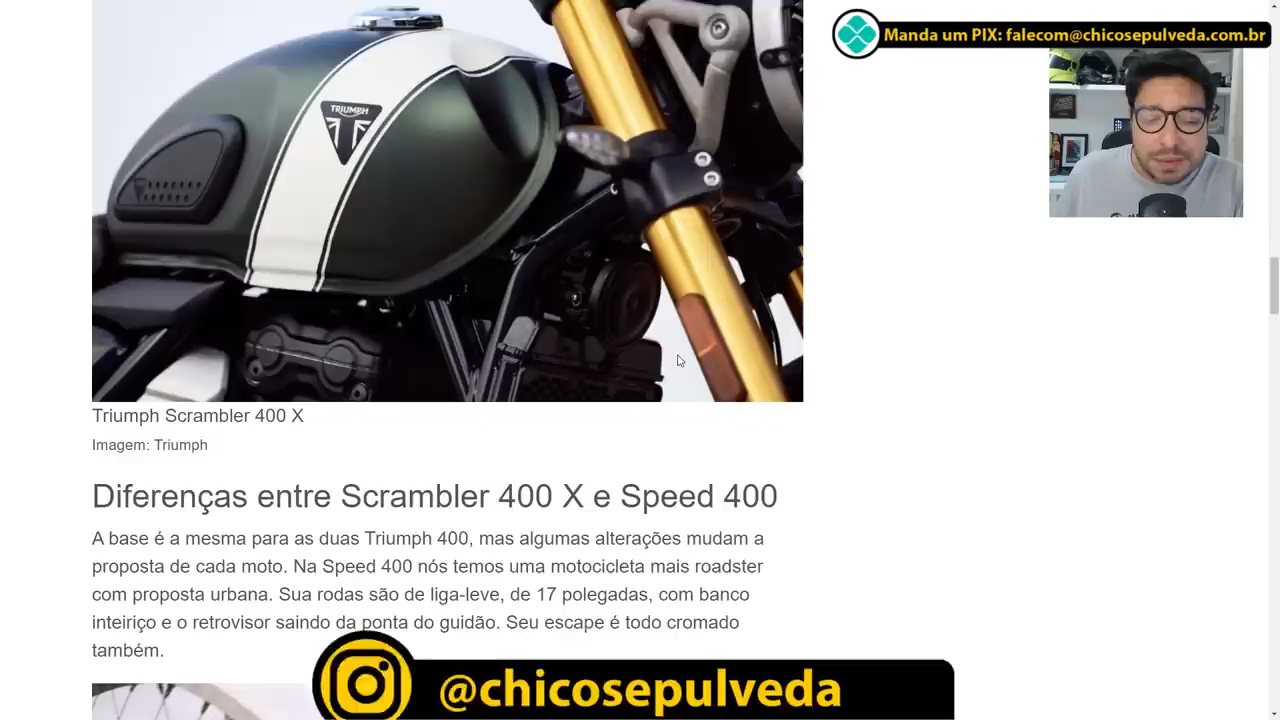 Manda um PIX: falecom@chicosepulveda.com.br
TRIUMPH
Triumph Scrambler 400 X
Imagem: Triumph
Diferenças entre Scrambler 400 X e Speed 400
A base é a mesma para as duas Triumph 400, mas algumas alterações mudam a
proposta de cada moto. Na Speed 400 nós temos uma motocicleta mais roadster
com proposta urbana. Sua rodas são de liga-leve, de 17 polegadas, com banco
inteiriço e o retrovisor saindo da ponta do guidão. Seu escape é todo cromado
também.
@chicosepulveda